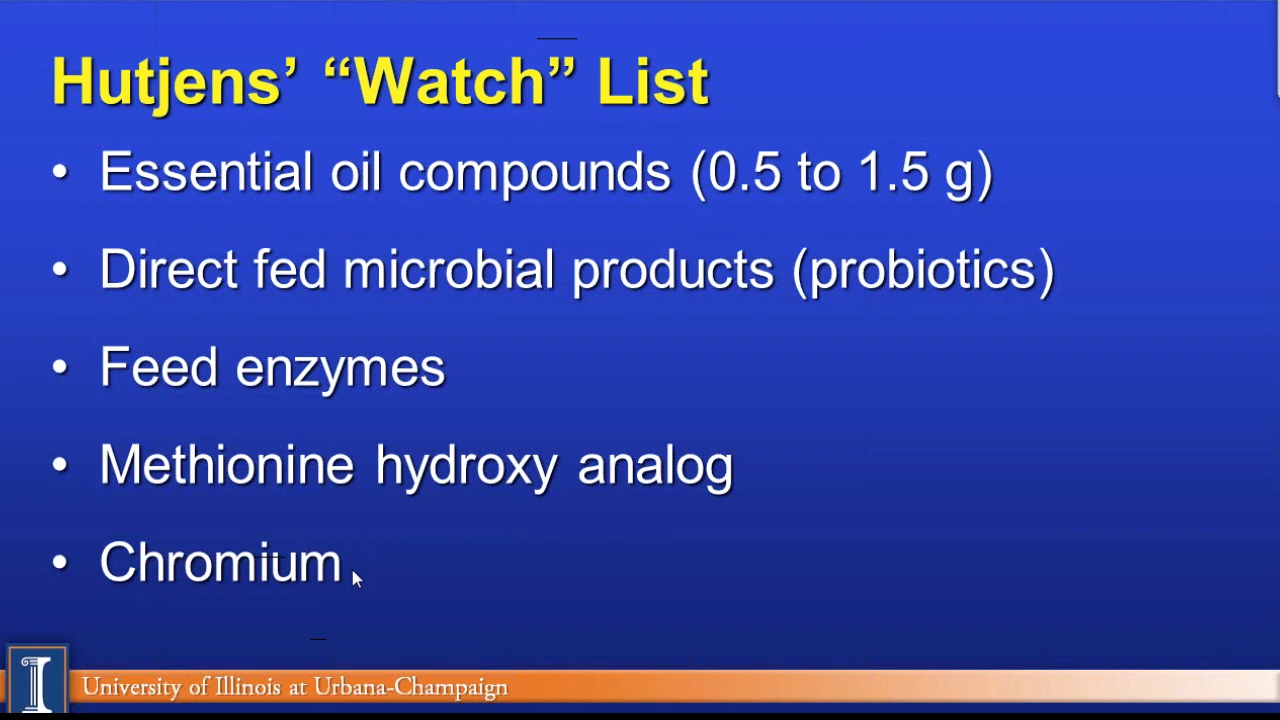 Hutjens’ “Watch” List
• Essential oil compounds (0.5 to 1.5 g)
• Direct fed microbial products (probiotics)
• Feed enzymes
• Methionine hydroxy analog
• Chromium
I
University of Illinois at Urbana-Champaign